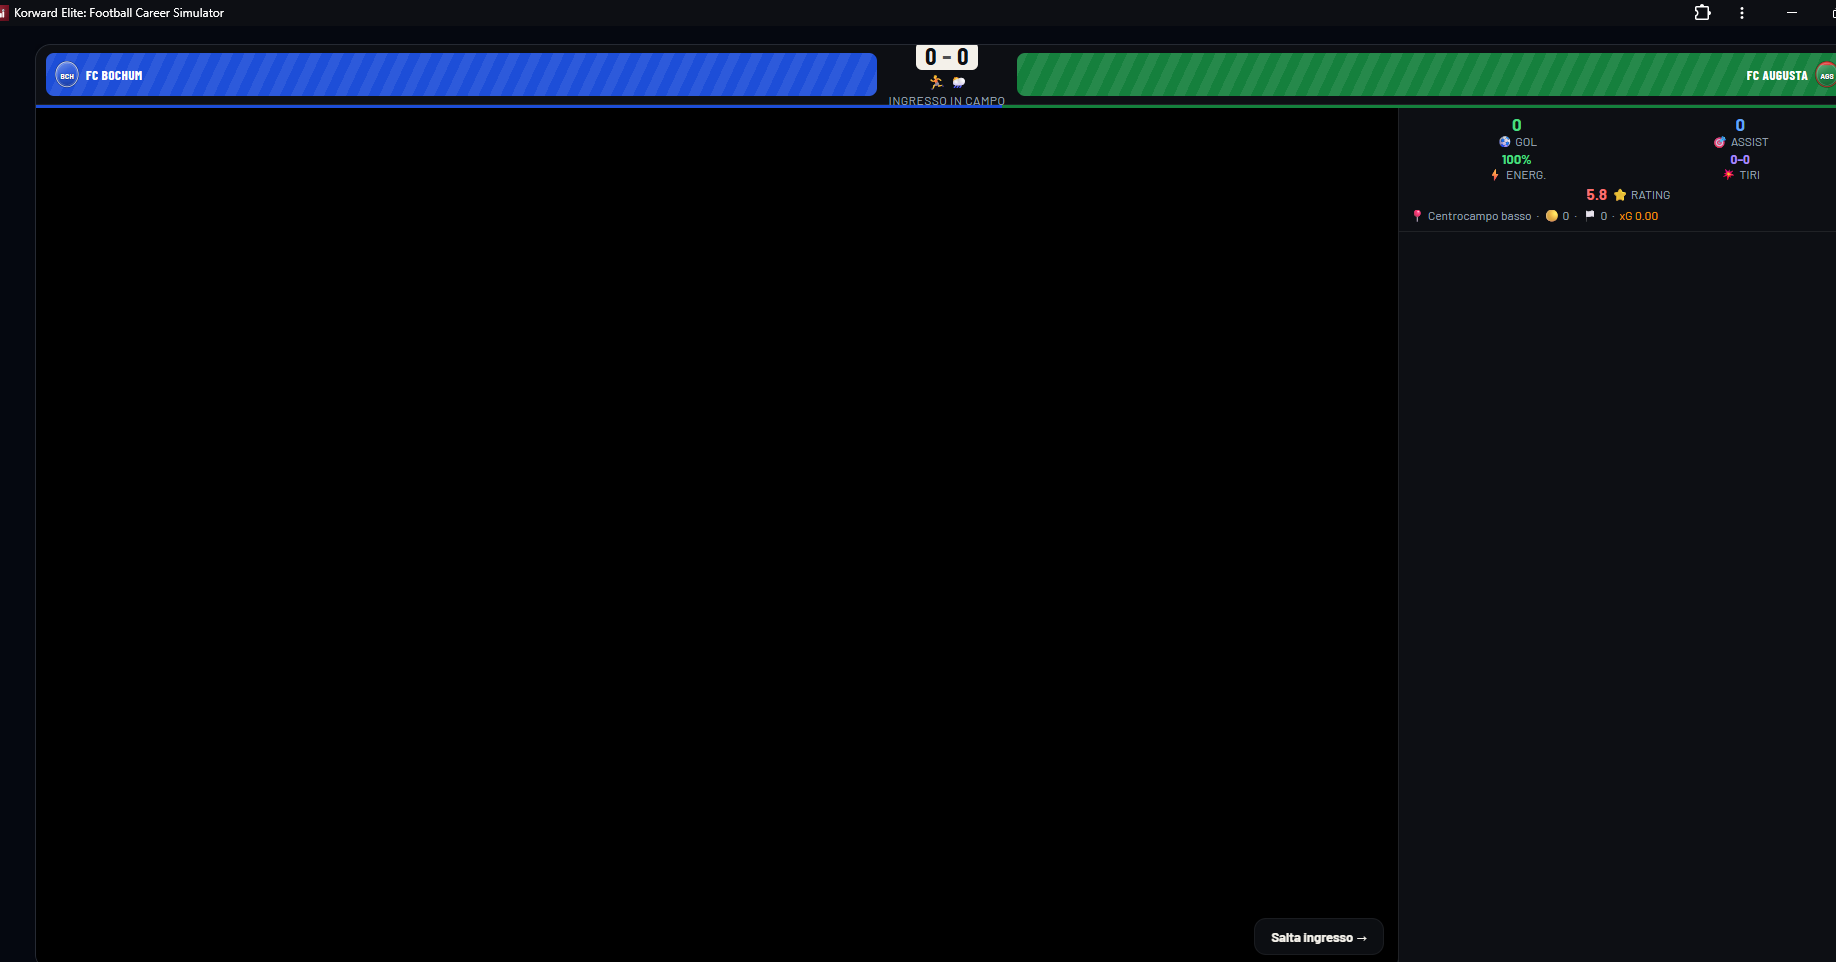 Korward Elite: Football Career Simulator
BCH FC BOCHUM
0 - 0
INGRESSO IN CAMPO
FC AUGUSTA AGS
0
GOL
0
ASSIST
100%
ENERG.
0-0
TIRI
5.8 RATING
Centrocampo basso · 0 · 0 · xG 0.00
Salta ingresso →